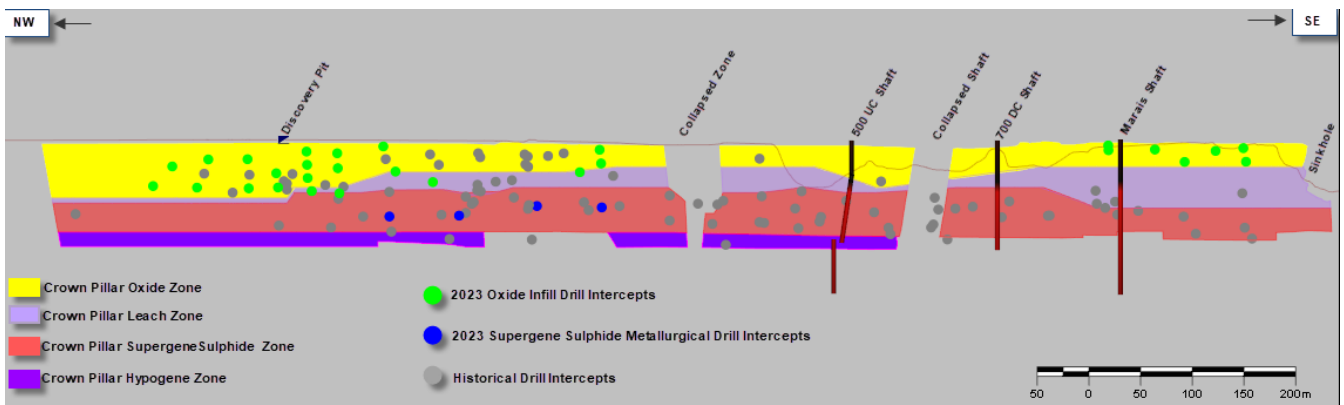 NW
SE
Discovery Pit
Collapsed Zone
500 UC Shaft
Collapsed Shaft
700 DC Shaft
Marais Shaft
Sinkhole
Crown Pillar Oxide Zone
Crown Pillar Leach Zone
Crown Pillar SupergeneSulphide Zone
Crown Pillar Hypogene Zone
2023 Oxide Infill Drill Intercepts
2023 Supergene Sulphide Metallurgical Drill Intercepts
Historical Drill Intercepts
50 0 50 100 150 200m